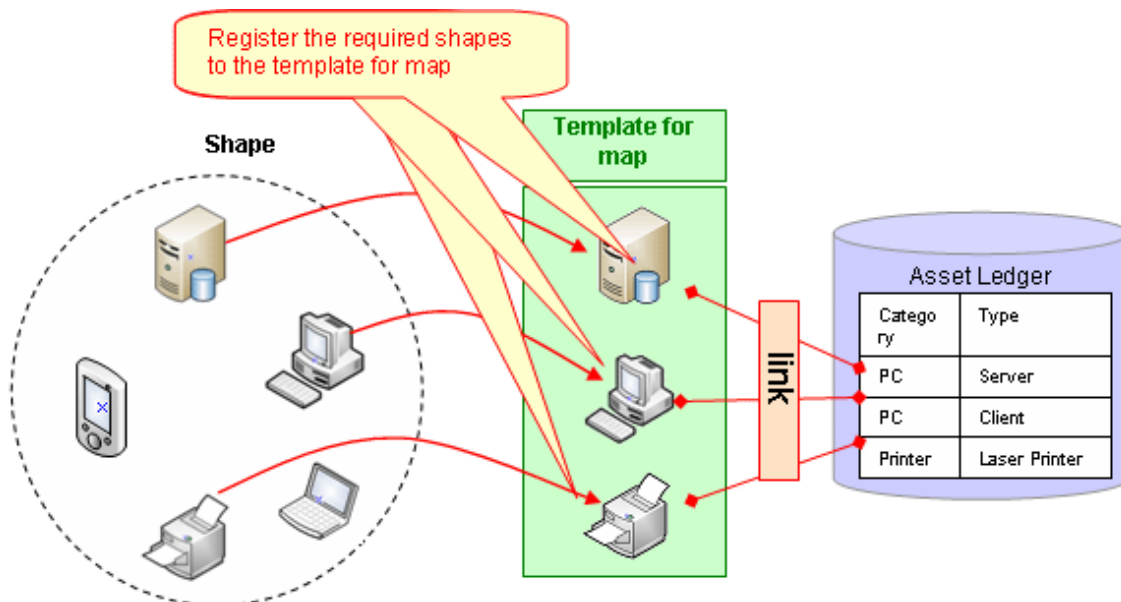 Register the required shapes
to the template for map
Shape
Template for
map
link
Asset Ledger
Catego
ry
Type
PC
Server
PC
Client
Printer
Laser Printer